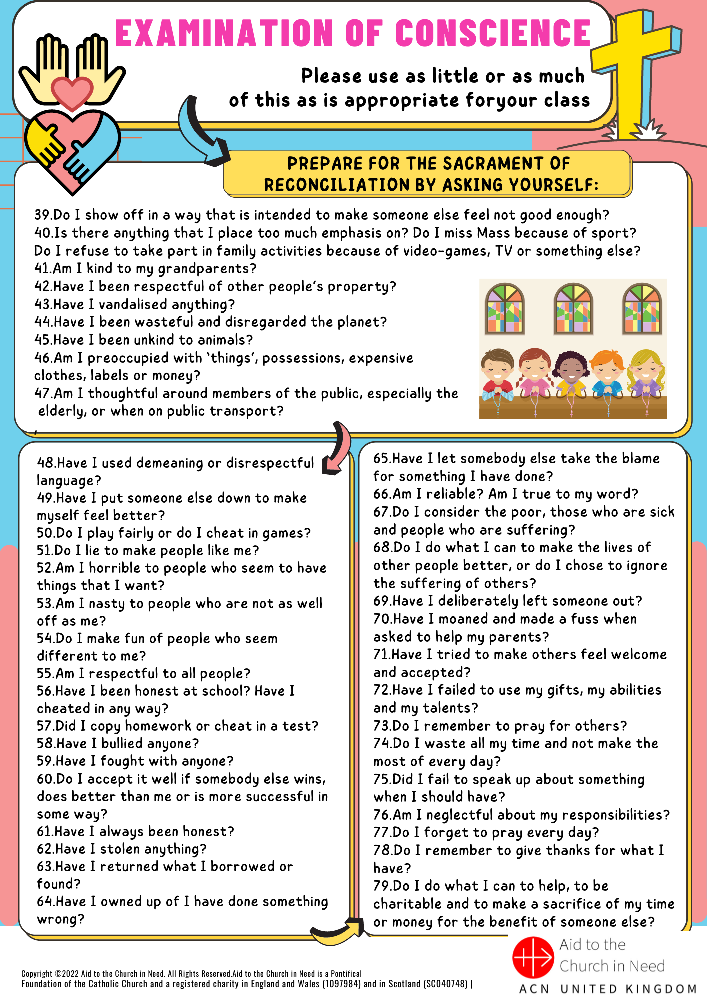 EXAMINATION OF CONSCIENCE
Please use as little or as much
of this as is appropriate foryour class
PREPARE FOR THE SACRAMENT OF
RECONCILIATION BY ASKING YOURSELF:
39.Do I show off in a way that is intended to make someone else feel not good enough?
40.Is there anything that I place too much emphasis on? Do I miss Mass because of sport?
Do I refuse to take part in family activities because of video-games, TV or something else?
41.Am I kind to my grandparents?
42.Have I been respectful of other people’s property?
43.Have I vandalised anything?
44.Have I been wasteful and disregarded the planet?
45.Have I been unkind to animals?
46.Am I preoccupied with ‘things’, possessions, expensive
clothes, labels or money?
47.Am I thoughtful around members of the public, especially the
elderly, or when on public transport?
,
48.Have I used demeaning or disrespectful
language?
49.Have I put someone else down to make
myself feel better?
50.Do I play fairly or do I cheat in games?
51.Do I lie to make people like me?
52.Am I horrible to people who seem to have
things that I want?
53.Am I nasty to people who are not as well
off as me?
54.Do I make fun of people who seem
different to me?
55.Am I respectful to all people?
56.Have I been honest at school? Have I
cheated in any way?
57.Did I copy homework or cheat in a test?
58.Have I bullied anyone?
59.Have I fought with anyone?
60.Do I accept it well if somebody else wins,
does better than me or is more successful in
some way?
61.Have I always been honest?
62.Have I stolen anything?
63.Have I returned what I borrowed or
found?
64.Have I owned up of I have done something
wrong?
65.Have I let somebody else take the blame
for something I have done?
66.Am I reliable? Am I true to my word?
67.Do I consider the poor, those who are sick
and people who are suffering?
68.Do I do what I can to make the lives of
other people better, or do I chose to ignore
the suffering of others?
69.Have I deliberately left someone out?
70.Have I moaned and made a fuss when
asked to help my parents?
71.Have I tried to make others feel welcome
and accepted?
72.Have I failed to use my gifts, my abilities
and my talents?
73.Do I remember to pray for others?
74.Do I waste all my time and not make the
most of every day?
75.Did I fail to speak up about something
when I should have?
76.Am I neglectful about my responsibilities?
77.Do I forget to pray every day?
78.Do I remember to give thanks for what I
have?
79.Do I do what I can to help, to be
charitable and to make a sacrifice of my time
or money for the benefit of someone else?
Aid to the
Church in Need
ACN UNITED KINGDOM
Copyright ©2022 Aid to the Church in Need. All Rights Reserved.Aid to the Church in Need is a Pontifical
Foundation of the Catholic Church and a registered charity in England and Wales (1097984) and in Scotland (SC040748) |